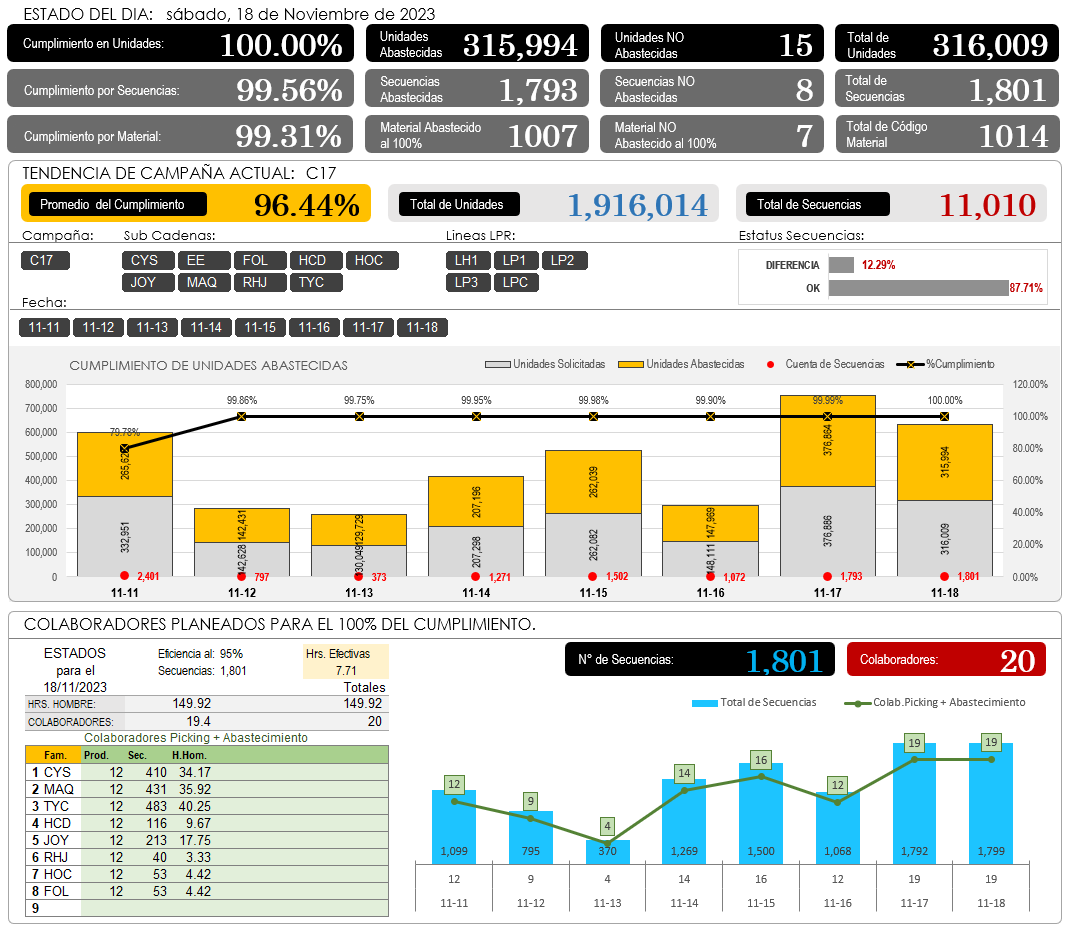 ESTADO DEL DIA: sábado, 18 de Noviembre de 2023
Cumplimiento en Unidades: 100.00%
Unidades Abastecidas 315,994
Unidades NO Abastecidas 15
Total de Unidades 316,009
Cumplimiento por Secuencias: 99.56%
Secuencias Abastecidas 1,793
Secuencias NO Abastecidas 8
Total de Secuencias 1,801
Cumplimiento por Material: 99.31%
Material Abastecido al 100% 1007
Material NO Abastecido al 100% 7
Total de Código Material 1014
TENDENCIA DE CAMPAÑA ACTUAL: C17
Promedio del Cumplimiento 96.44%
Total de Unidades 1,916,014
Total de Secuencias 11,010
Campaña: Sub Cadenas: Lineas LPR: Estatus Secuencias:
C17 CYS EE FOL HCD HOC LH1 LP1 LP2
JOY MAQ RHJ TYC LP3 LPC
DIFERENCIA 12.29%
OK 87.71%
Fecha:
11-11 11-12 11-13 11-14 11-15 11-16 11-17 11-18
CUMPLIMIENTO DE UNIDADES ABASTECIDAS
Unidades Solicitadas Unidades Abastecidas Cuenta de Secuencias %Cumplimiento
800,000 120.00%
700,000 100.00%
600,000 80.00%
500,000
400,000 60.00%
300,000 40.00%
200,000
100,000 20.00%
0 0.00%
79.78% 99.86% 99.75% 99.95% 99.98% 99.90% 99.99% 100.00%
142,431 129,729 207,196 262,039 147,969 376,864 315,994
332,951 207,298 262,082 376,886 316,009
2,401 797 373 1,271 1,502 1,072 1,793 1,801
11-11 11-12 11-13 11-14 11-15 11-16 11-17 11-18
COLABORADORES PLANEADOS PARA EL 100% DEL CUMPLIMIENTO.
ESTADOS Eficiencia al: 95% Hrs. Efectivas
para el Secuencias: 1,801 7.71
18/11/2023 Totales
HRS. HOMBRE: 149.92 149.92
COLABORADORES: 19.4 20
Colaboradores Picking + Abastecimiento
Fam. Prod. Sec. H.Hom.
1 CYS 12 410 34.17
2 MAQ 12 431 35.92
3 TYC 12 483 40.25
4 HCD 12 116 9.67
5 JOY 12 213 17.75
6 RHJ 12 40 3.33
7 HOC 12 53 4.42
8 FOL 12 53 4.42
9
N° de Secuencias: 1,801
Colaboradores: 20
Total de Secuencias Colab.Picking + Abastecimiento
12 9 4 14 16 12 19 19
1,099 795 370 1,269 1,500 1,068 1,792 1,799
12 9 4 14 16 12 19 19
11-11 11-12 11-13 11-14 11-15 11-16 11-17 11-18